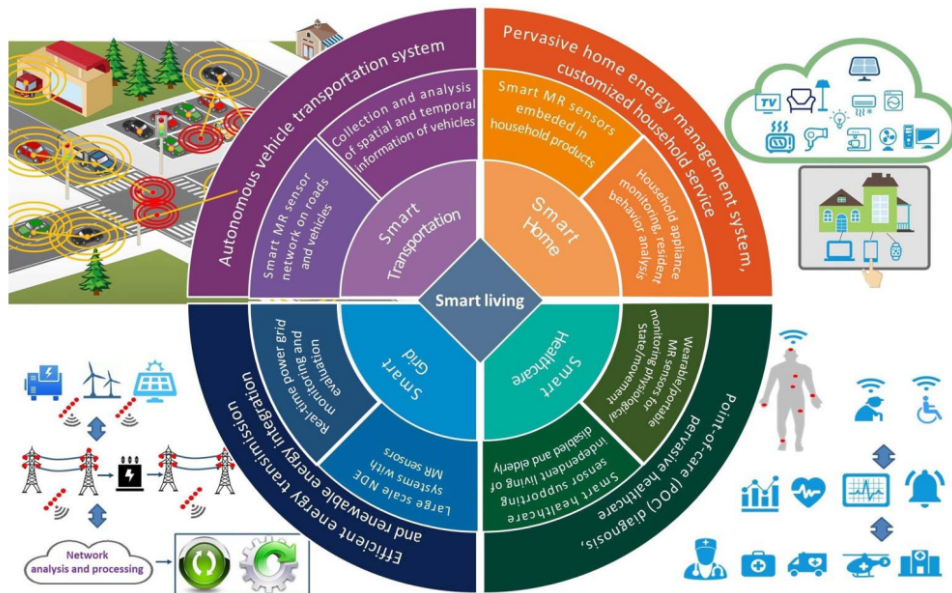 Autonomous vehicle transportation system
Collection and analysis
of spatial and temporal
information of vehicles
Smart MR sensor
network on roads
and vehicles
Smart
Transportation
Pervasive home energy management system,
customized household service
Smart MR sensors
embeded in
household products
Household appliance
monitoring, resident
behavior analysis
Smart
Home
TV
Smart living
Real-time power grid
monitoring and
evaluation
Smart
Grid
Large scale NDE
systems with
MR sensors
Efficient energy transimission
and renewable energy integration
Smart
Healthcare
Wearable/portable
MR sensors for
monitoring physiological
State/movement
Smart healthcare
sensor supporting
independent living of
disabled and elderly
Point-of-care (POC) diagnosis,
pervasive healthcare
Network
analysis and processing